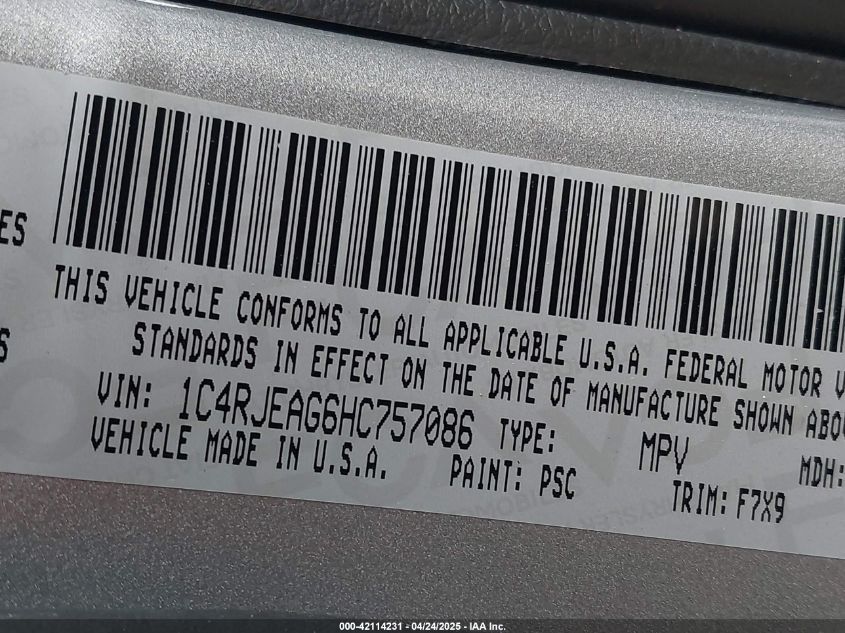 ES
THIS VEHICLE CONFORMS TO ALL APPLICABLE U.S.A. FEDERAL MOTOR V
S
STANDARDS IN EFFECT ON THE DATE OF MANUFACTURE SHOWN ABO
VIN: 1C4RJEAG6HC757086 TYPE: MPV MDH:
VEHICLE MADE IN U.S.A. PAINT: PSC TRIM: F7X9
000-42114231 - 04/24/2025 - IAA Inc.